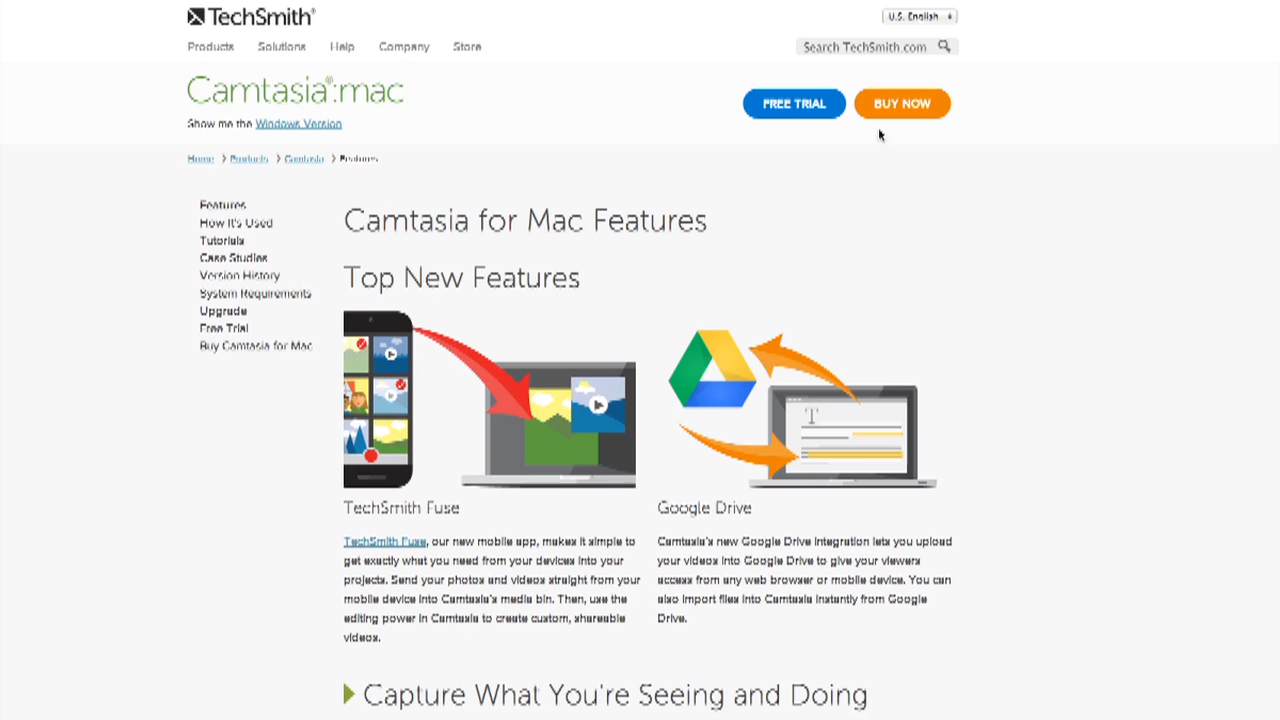 TechSmith®
U.S. English
Products Solutions Help Company Store
Search TechSmith.com
Camtasia®:mac
FREE TRIAL
BUY NOW
Show me the Windows Version
Home > Products > Camtasia > Features
Features
How It's Used
Tutorials
Case Studies
Version History
System Requirements
Upgrade
Free Trial
Buy Camtasia for Mac
Camtasia for Mac Features
Top New Features
T
TechSmith Fuse
TechSmith Fuse, our new mobile app, makes it simple to
get exactly what you need from your devices into your
projects. Send your photos and videos straight from your
mobile device into Camtasia's media bin. Then, use the
editing power in Camtasia to create custom, shareable
videos.
Google Drive
Camtasia's new Google Drive integration lets you upload
your videos into Google Drive to give your viewers
access from any web browser or mobile device. You can
also import files into Camtasia instantly from Google
Drive.
Capture What You're Seeing and Doing